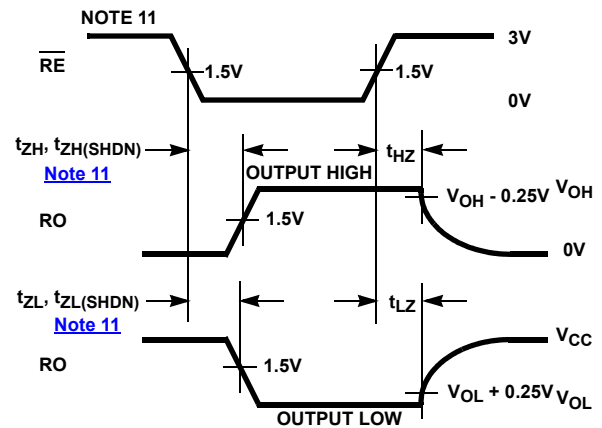 NOTE 11
3V
RE
1.5V
1.5V
0V
tZH, tZH(SHDN)
Note 11
OUTPUT HIGH
tHZ
VOH - 0.25V
VOH
RO
1.5V
0V
tZL, tZL(SHDN)
Note 11
tLZ
VCC
RO
1.5V
VOL + 0.25V
VOL
OUTPUT LOW